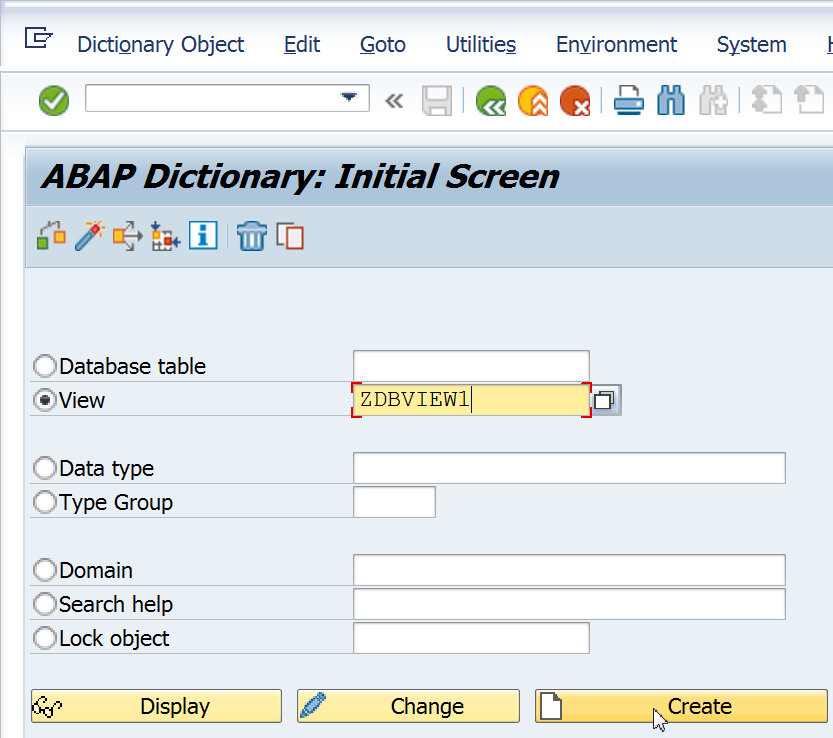 Dictionary Object Edit Goto Utilities Environment System
ABAP Dictionary: Initial Screen
Database table
View ZDBVIEW1
Data type
Type Group
Domain
Search help
Lock object
Display Change Create